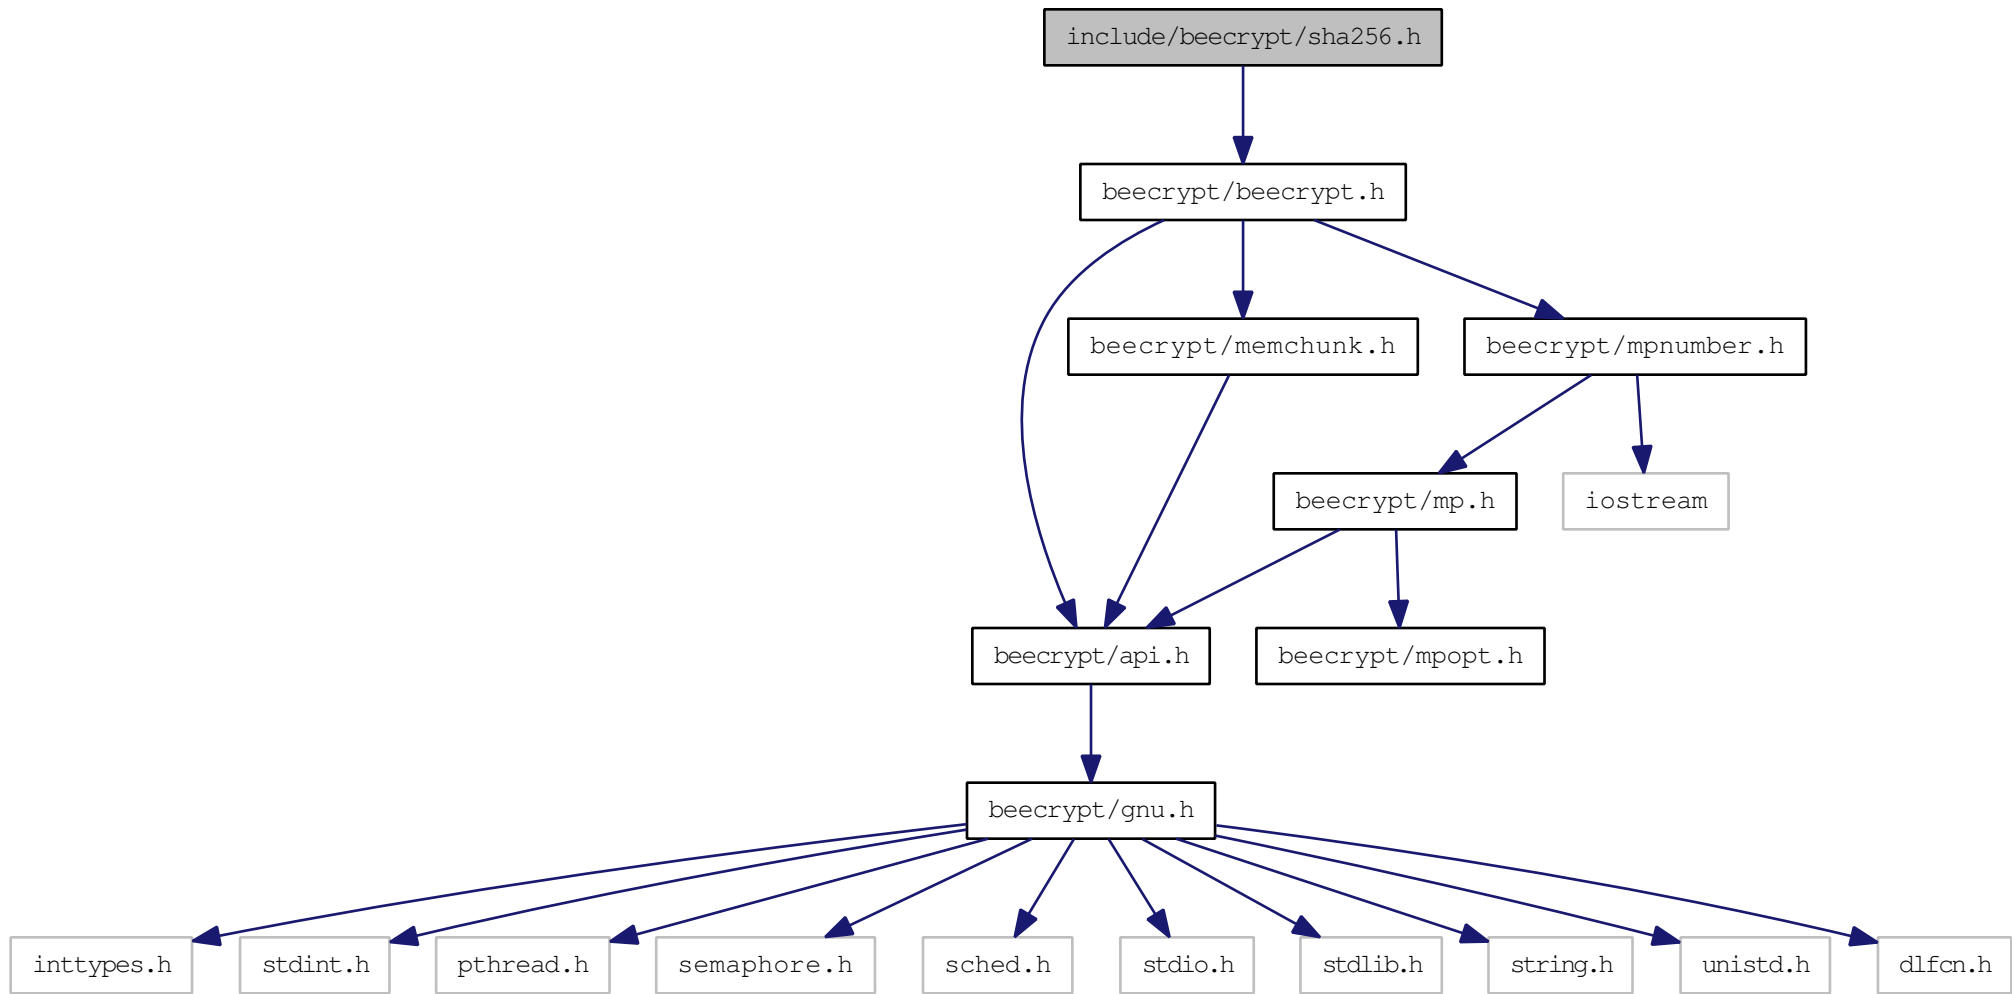 include/beecrypt/sha256.h
beecrypt/beecrypt.h
beecrypt/memchunk.h
beecrypt/mpnumber.h
beecrypt/mp.h
iostream
beecrypt/api.h
beecrypt/mpopt.h
beecrypt/gnu.h
inttypes.h
stdint.h
pthread.h
semaphore.h
sched.h
stdio.h
stdlib.h
string.h
unistd.h
dlfcn.h